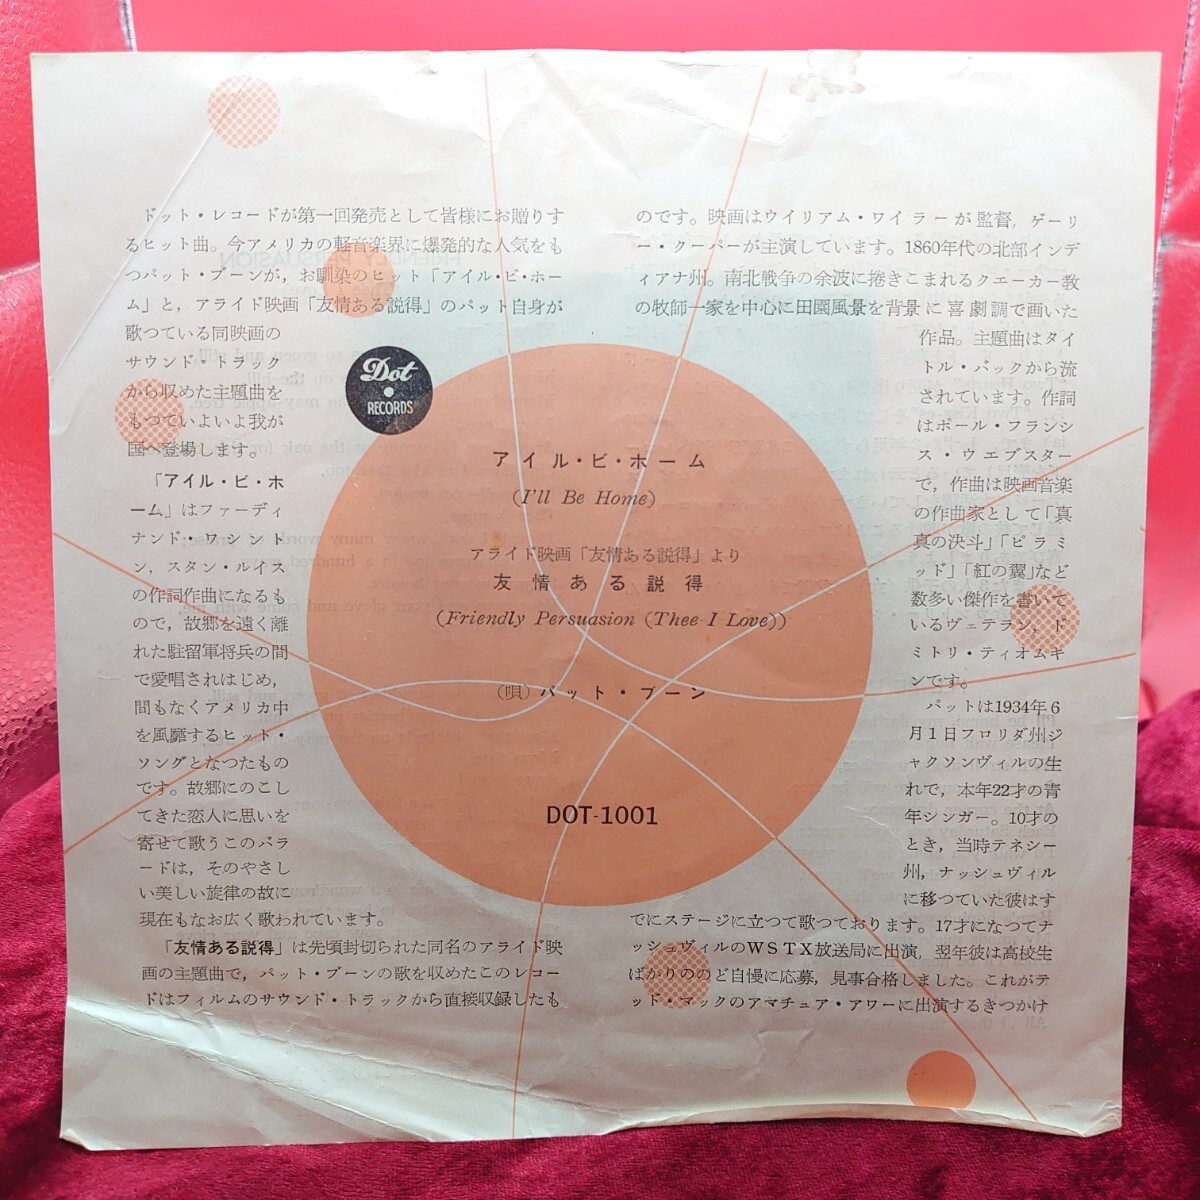 ドット・レコードが第一回発売として皆様にお贈りす
るヒット曲。今アメリカの軽音楽界に爆発的な人気をも
つパット・ブーンが，お馴染のヒット「アイル・ビ・ホー
ム」と，アライド映画「友情ある説得」のパット自身が
歌つている同映画の
サウンド・トラック
から収めた主題曲を
もつていよいよ我が
国へ登場します。
「アイル・ビ・ホ
ーム」はファーディ
ナンド・ワシント
ン，スタン・ルイス
の作詞作曲になるも
ので，故郷を遠く離
れた駐留軍将兵の間
で愛唱されはじめ，
間もなくアメリカ中
を風靡するヒット・
ソングとなつたもの
です。故郷にのこし
てきた恋人に思いを
寄せて歌うこのバラ
ードは，そのやさし
い美しい旋律の故に
現在もなお広く歌われています。
「友情ある説得」は先頃封切られた同名のアライド映
画の主題曲で，パット・ブーンの歌を収めたこのレコー
ドはフィルムのサウンド・トラックから直接収録したも
Dot
RECORDS
アイル・ビ・ホーム
(I'll Be Home)
アライド映画「友情ある説得」より
友情ある説得
(Friendly Persuasion (Thee I Love))
（唄）パット・ブーン
DOT-1001
のです。映画はウイリアム・ワイラーが監督，ゲーリ
ー・クーパーが主演しています。1860年代の北部インデ
ィアナ州。南北戦争の余波に捲きこまれるクエーカー教
の牧師一家を中心に田園風景を背景に喜劇調で画いた
作品。主題曲はタイ
トル・バックから流
されています。作詞
はポール・フランシ
ス・ウエブスター
で，作曲は映画音楽
の作曲家として「真
真の決斗」「ピラミ
ッド」「紅の翼」など
数多い傑作を書いて
いるヴェテラン，ド
ミトリ・ティオムキ
ンです。
パットは1934年６
月１日フロリダ州ジ
ャクソンヴィルの生
れで，本年22才の青
年シンガー。10才の
とき，当時テネシー
州，ナッシュヴィル
に移つていた彼はす
でにステージに立つて歌つております。17才になつてナ
ッシュヴィルのＷＳＴＸ放送局に出演，翌年彼は高校生
ばかりののど自慢に応募，見事合格しました。これがテ
ッド・マックのアマチュア・アワーに出演するきつかけ